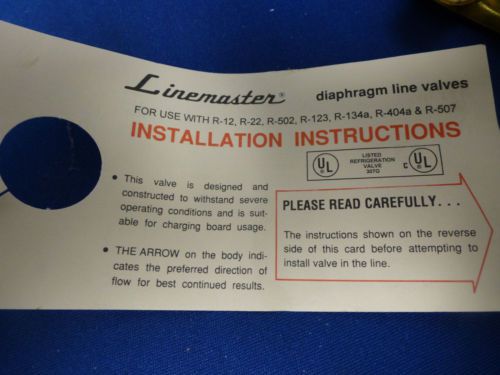 Linemaster® diaphragm line valves
FOR USE WITH R-12, R-22, R-502, R-123, R-134a, R-404a & R-507
INSTALLATION INSTRUCTIONS
UL LISTED REFRIGERATION VALVE 307G C UL
• This valve is designed and
constructed to withstand severe
operating conditions and is suit-
able for charging board usage.
• THE ARROW on the body indi-
cates the preferred direction of
flow for best continued results.
PLEASE READ CAREFULLY. . .
The instructions shown on the reverse
side of this card before attempting to
install valve in the line.